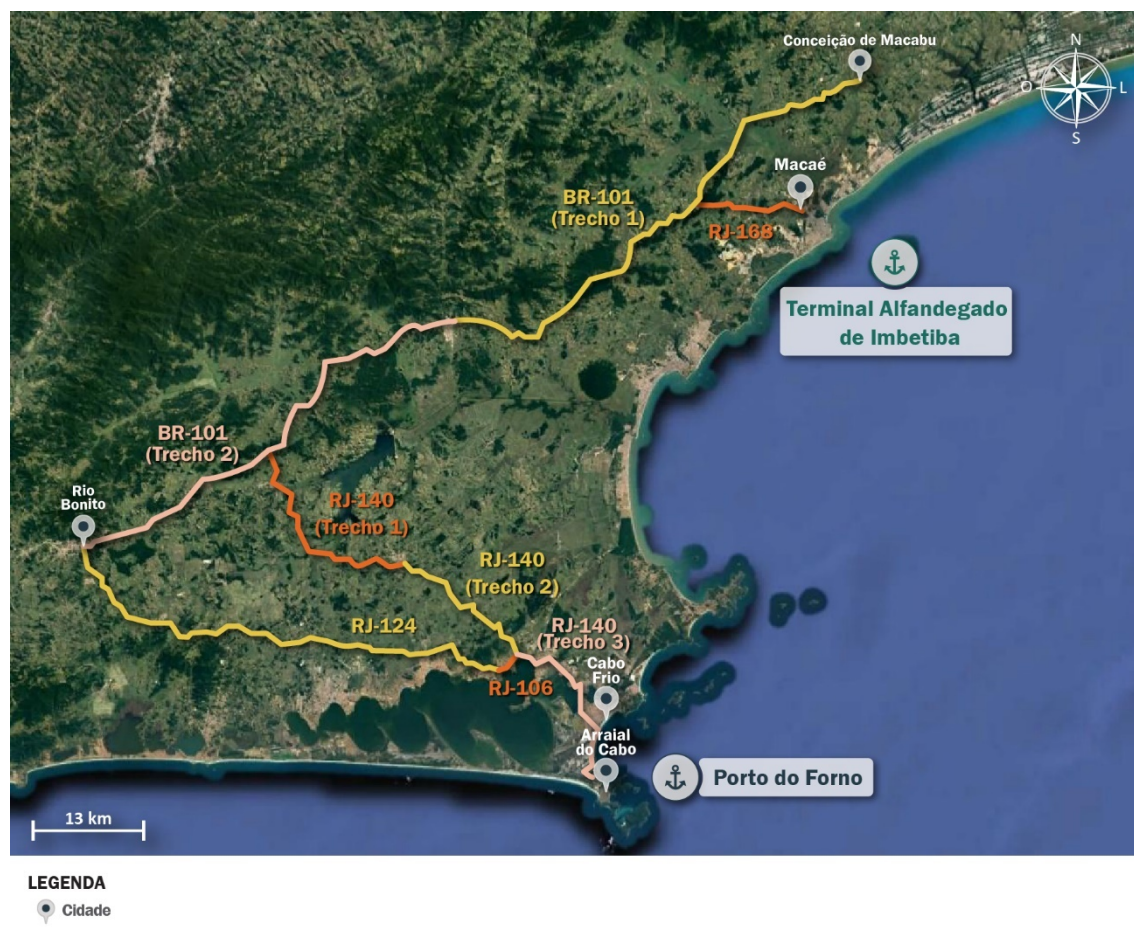 Conceição de Macabu
N
O
L
S
Macaé
BR-101
(Trecho 1)
RJ-168
Terminal Alfandegado
de Imbetiba
BR-101
(Trecho 2)
Rio
Bonito
RJ-140
(Trecho 1)
RJ-140
(Trecho 2)
RJ-124
RJ-140
(Trecho 3)
Cabo
Frio
RJ-106
Arraial
do Cabo
Porto do Forno
13 km
LEGENDA
Cidade